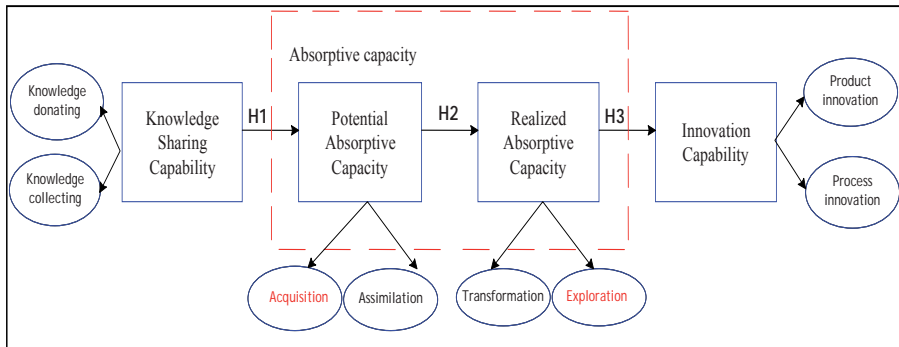 Absorptive capacity
Knowledge
donating
Knowledge
collecting
Knowledge
Sharing
Capability
H1
Potential
Absorptive
Capacity
H2
Realized
Absorptive
Capacity
H3
Innovation
Capability
Product
innovation
Process
innovation
Acquisition
Assimilation
Transformation
Exploration